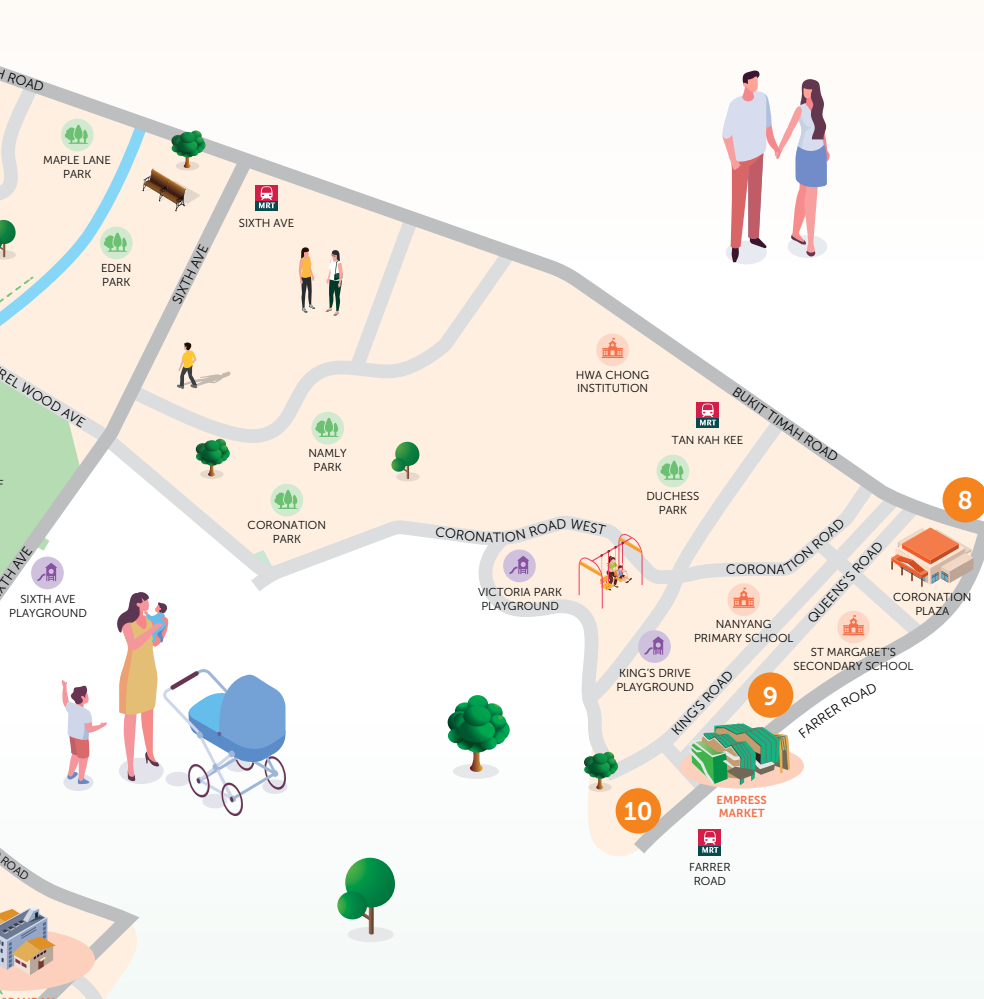 H ROAD
MAPLE LANE
PARK
MRT
SIXTH AVE
EDEN
PARK
SIXTH AVE
HWA CHONG
INSTITUTION
REL WOOD AVE
MRT
TAN KAH KEE
BUKIT TIMAH ROAD
NAMLY
PARK
DUCHESS
PARK
8
CORONATION
PARK
CORONATION ROAD WEST
CORONATION ROAD
QUEENS'S ROAD
CORONATION
PLAZA
XTH AVE
SIXTH AVE
PLAYGROUND
VICTORIA PARK
PLAYGROUND
NANYANG
PRIMARY SCHOOL
ST MARGARET'S
SECONDARY SCHOOL
KING'S DRIVE
PLAYGROUND
KING'S ROAD
9
FARRER ROAD
EMPRESS
MARKET
10
MRT
FARRER
ROAD
ROAD